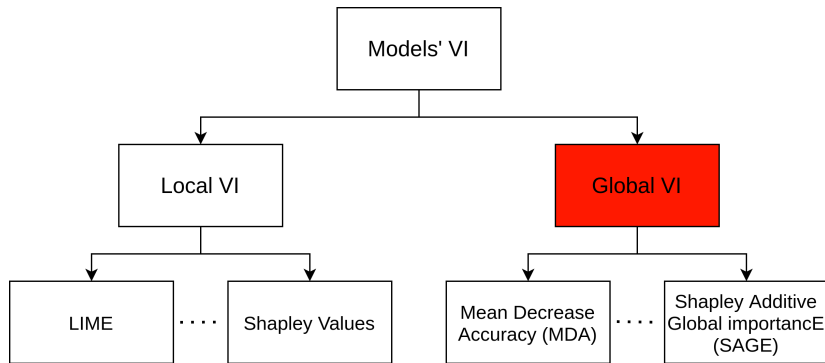 Models' VI
Local VI
Global VI
LIME
. . . .
Shapley Values
Mean Decrease
Accuracy (MDA)
. . . .
Shapley Additive
Global importancE
(SAGE)